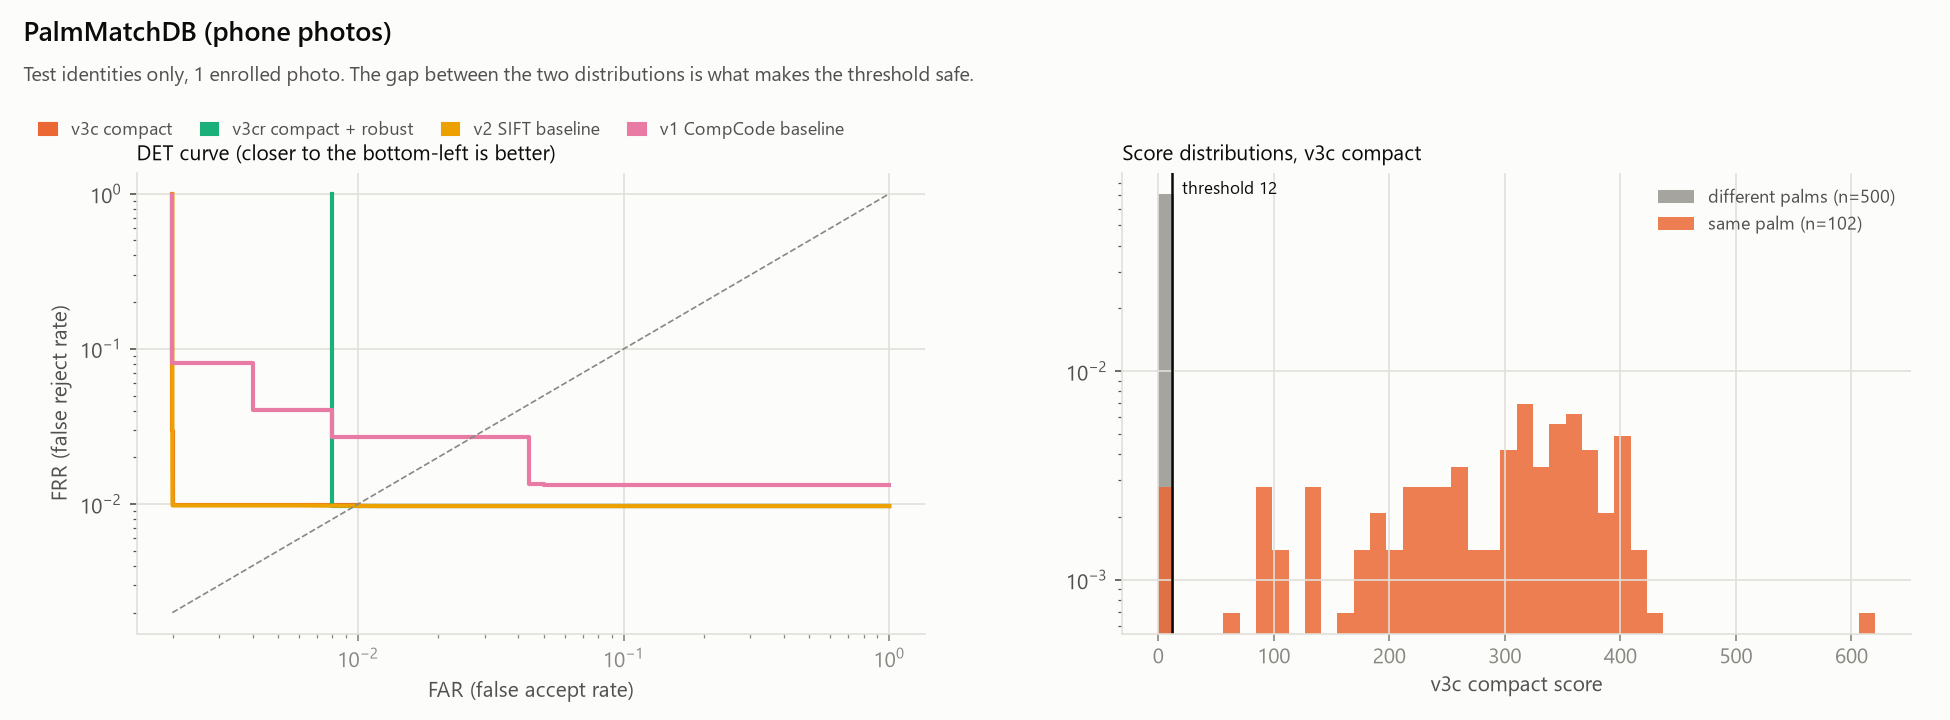 PalmMatchDB (phone photos)
Test identities only, 1 enrolled photo. The gap between the two distributions is what makes the threshold safe.
v3c compact v3cr compact + robust v2 SIFT baseline v1 CompCode baseline
DET curve (closer to the bottom-left is better)
10⁰
10⁻¹
10⁻²
FRR (false reject rate)
10⁻² 10⁻¹ 10⁰
FAR (false accept rate)
Score distributions, v3c compact
threshold 12
different palms (n=500)
same palm (n=102)
10⁻²
10⁻³
0 100 200 300 400 500 600
v3c compact score